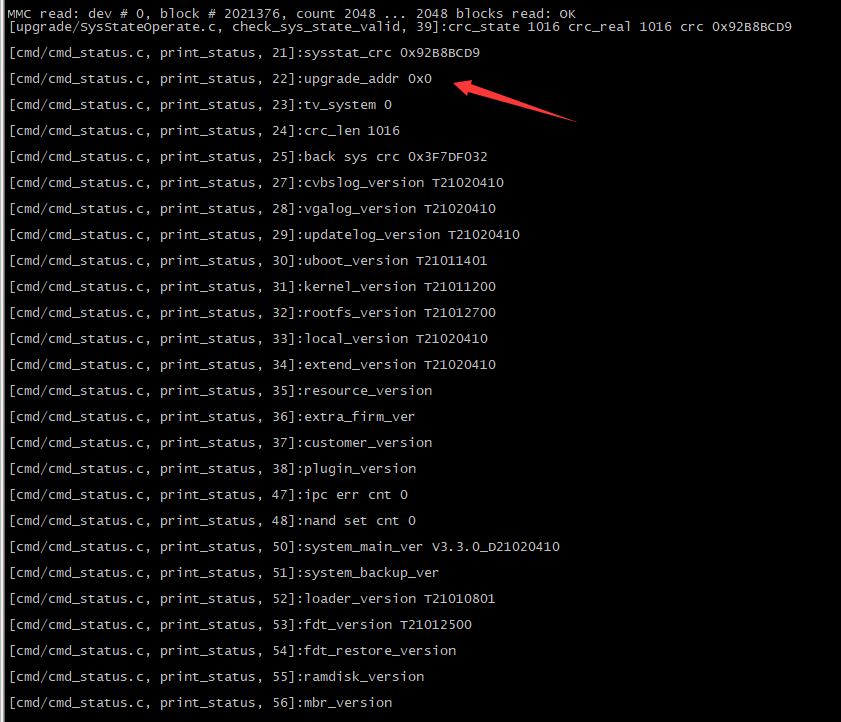 MMC read: dev # 0, block # 2021376, count 2048 ... 2048 blocks read: OK
[upgrade/SysStateOperate.c, check_sys_state_valid, 39]:crc_state 1016 crc_real 1016 crc 0x92B8BCD9
[cmd/cmd_status.c, print_status, 21]:sysstat_crc 0x92B8BCD9
[cmd/cmd_status.c, print_status, 22]:upgrade_addr 0x0
[cmd/cmd_status.c, print_status, 23]:tv_system 0
[cmd/cmd_status.c, print_status, 24]:crc_len 1016
[cmd/cmd_status.c, print_status, 25]:back sys crc 0x3F7DF032
[cmd/cmd_status.c, print_status, 27]:cvbslog_version T21020410
[cmd/cmd_status.c, print_status, 28]:vgalog_version T21020410
[cmd/cmd_status.c, print_status, 29]:updatelog_version T21020410
[cmd/cmd_status.c, print_status, 30]:uboot_version T21011401
[cmd/cmd_status.c, print_status, 31]:kernel_version T21011200
[cmd/cmd_status.c, print_status, 32]:rootfs_version T21012700
[cmd/cmd_status.c, print_status, 33]:local_version T21020410
[cmd/cmd_status.c, print_status, 34]:extend_version T21020410
[cmd/cmd_status.c, print_status, 35]:resource_version
[cmd/cmd_status.c, print_status, 36]:extra_firm_ver
[cmd/cmd_status.c, print_status, 37]:customer_version
[cmd/cmd_status.c, print_status, 38]:plugin_version
[cmd/cmd_status.c, print_status, 47]:ipc err cnt 0
[cmd/cmd_status.c, print_status, 48]:nand set cnt 0
[cmd/cmd_status.c, print_status, 50]:system_main_ver V3.3.0_D21020410
[cmd/cmd_status.c, print_status, 51]:system_backup_ver
[cmd/cmd_status.c, print_status, 52]:loader_version T21010801
[cmd/cmd_status.c, print_status, 53]:fdt_version T21012500
[cmd/cmd_status.c, print_status, 54]:fdt_restore_version
[cmd/cmd_status.c, print_status, 55]:ramdisk_version
[cmd/cmd_status.c, print_status, 56]:mbr_version